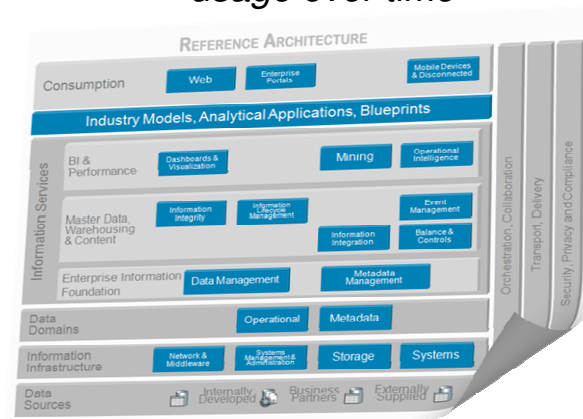 usage over time
REFERENCE ARCHITECTURE
Consumption
Web
Enterprise
Portals
Mobile Devices
& Disconnected
Industry Models, Analytical Applications, Blueprints
Information Services
BI &
Performance
Dashboards &
Visualization
Mining
Operational
Intelligence
Master Data,
Warehousing
& Content
Information
Integrity
Information
Lifecycle
Management
Event
Management
Information
Integration
Balance &
Controls
Enterprise Information
Foundation
Data Management
Metadata
Management
Data
Domains
Operational
Metadata
Information
Infrastructure
Network &
Middleware
Systems
Management &
Administration
Storage
Systems
Data
Sources
Internally
Developed
Business
Partners
Externally
Supplied
Orchestration, Collaboration
Transport, Delivery
Security, Privacy and Compliance